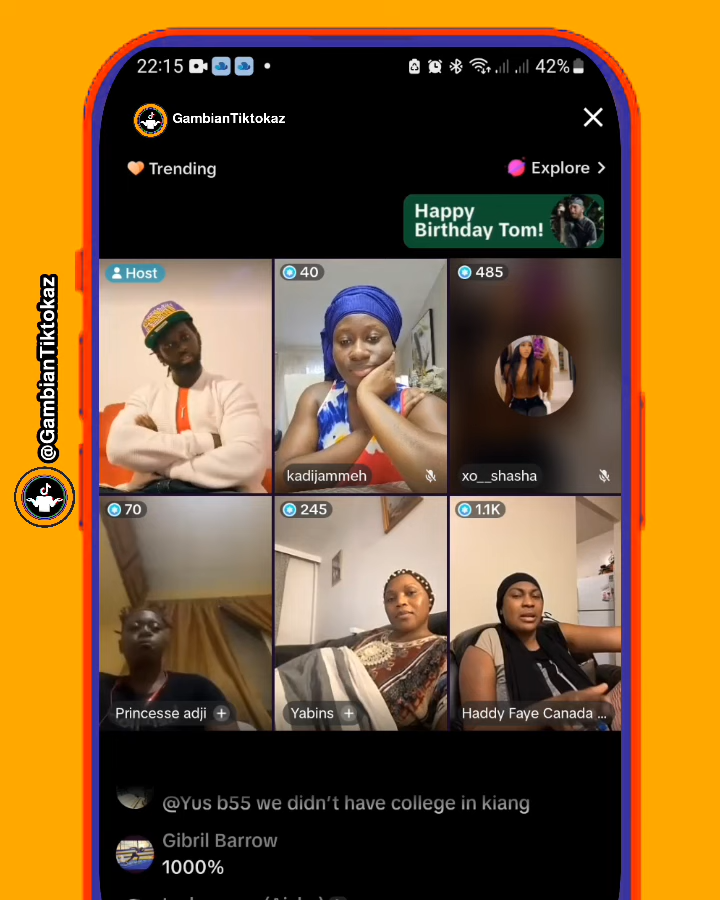 22:15
42%
GambianTiktokaz
Trending
Explore
Happy
Birthday Tom!
Host
40
485
kadijammeh
xo__shasha
70
245
1.1K
Princesse adji +
Yabins +
Haddy Faye Canada ...
@GambianTiktokaz
@Yus b55 we didn't have college in kiang
Gibril Barrow
1000%